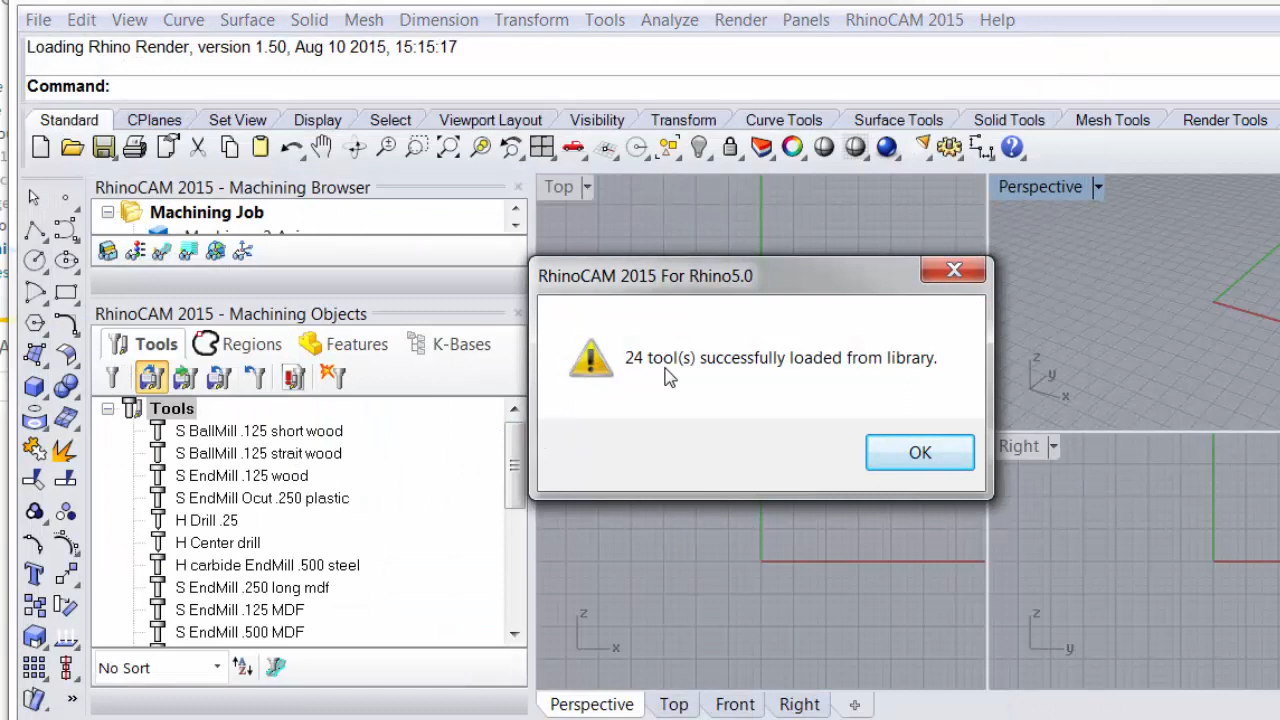 File Edit View Curve Surface Solid Mesh Dimension Transform Tools Analyze Render Panels RhinoCAM 2015 Help
Loading Rhino Render, version 1.50, Aug 10 2015, 15:15:17
Command:
Standard CPlanes Set View Display Select Viewport Layout Visibility Transform Curve Tools Surface Tools Solid Tools Mesh Tools Render Tools
RhinoCAM 2015 - Machining Browser
Machining Job
Top
Perspective
RhinoCAM 2015 For Rhino5.0
24 tool(s) successfully loaded from library.
OK
RhinoCAM 2015 - Machining Objects
Tools Regions Features K-Bases
Tools
S BallMill .125 short wood
S BallMill .125 strait wood
S EndMill .125 wood
S EndMill Ocut .250 plastic
H Drill .25
H Center drill
H carbide EndMill .500 steel
S EndMill .250 long mdf
S EndMill .125 MDF
S EndMill .500 MDF
No Sort
z
y
x
Right
z
x
z
y
Perspective Top Front Right